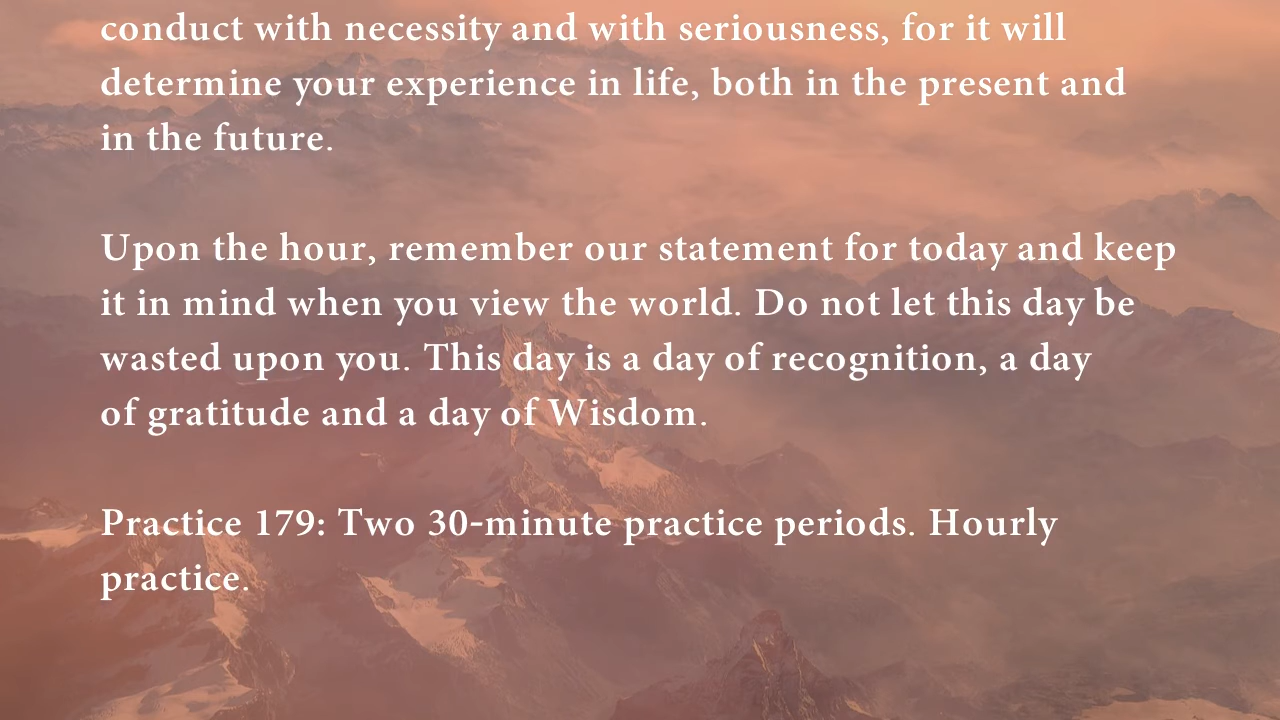 conduct with necessity and with seriousness, for it will
determine your experience in life, both in the present and
in the future.
Upon the hour, remember our statement for today and keep
it in mind when you view the world. Do not let this day be
wasted upon you. This day is a day of recognition, a day
of gratitude and a day of Wisdom.
Practice 179: Two 30-minute practice periods. Hourly
practice.